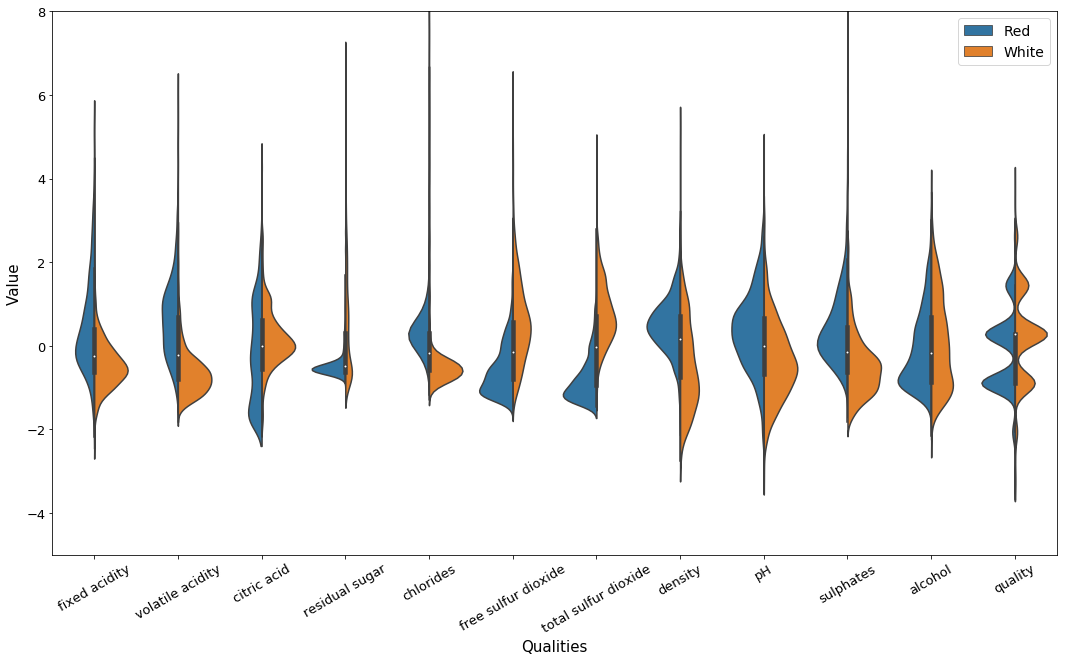 8
6
4
2
0
−2
−4
Value
Red
White
fixed acidity
volatile acidity
citric acid
residual sugar
chlorides
free sulfur dioxide
total sulfur dioxide
density
pH
sulphates
alcohol
quality
Qualities